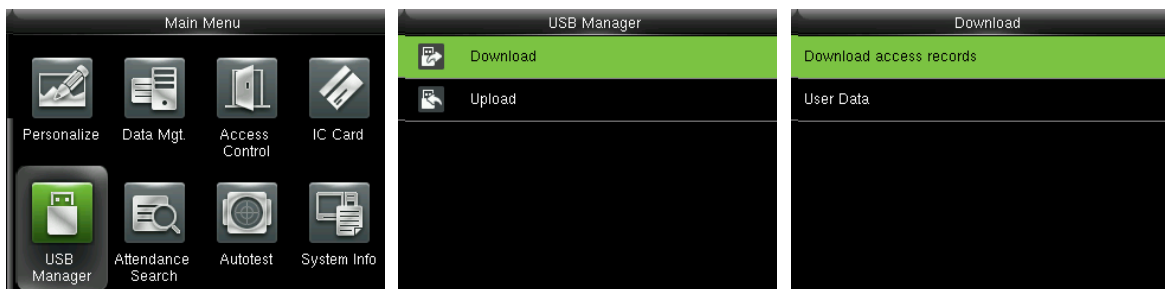 Main Menu
Personalize
Data Mgt.
Access
Control
IC Card
USB
Manager
Attendance
Search
Autotest
System Info
USB Manager
Download
Upload
Download
Download access records
User Data